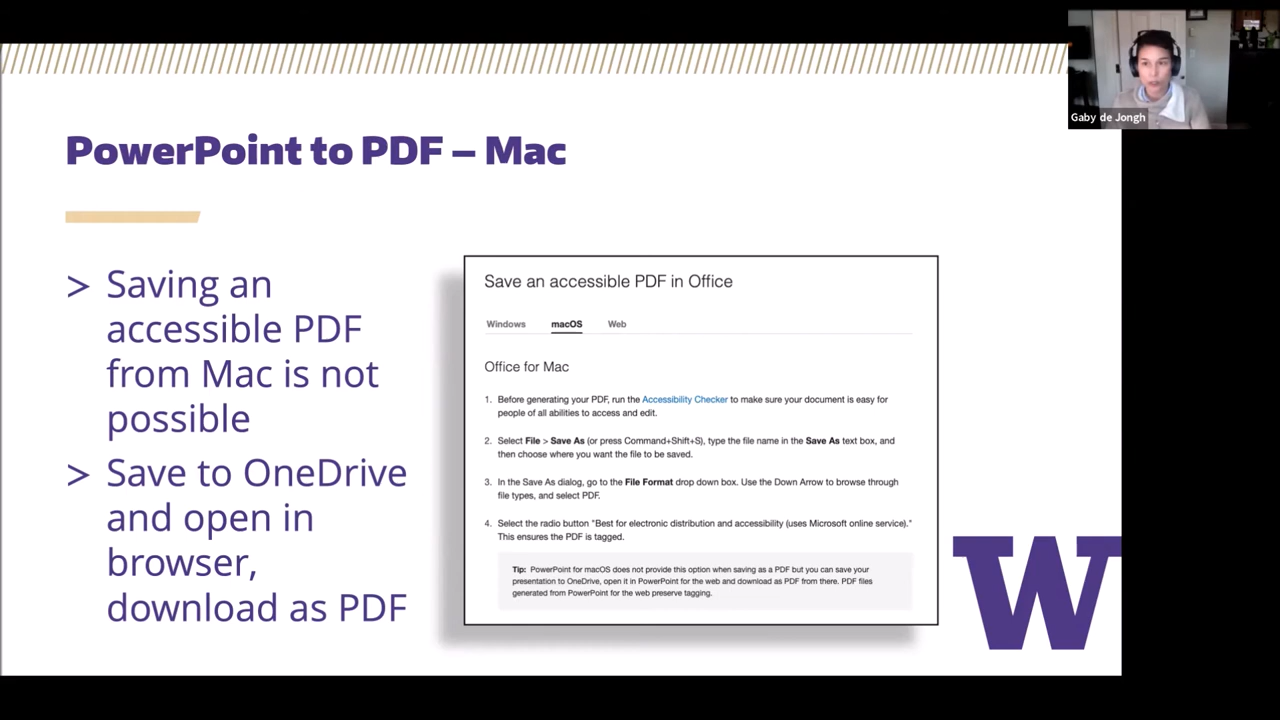 Gaby de Jongh
PowerPoint to PDF – Mac
> Saving an
accessible PDF
from Mac is not
possible
> Save to OneDrive
and open in
browser,
download as PDF
Save an accessible PDF in Office
Windows macOS Web
Office for Mac
1. Before generating your PDF, run the Accessibility Checker to make sure your document is easy for
people of all abilities to access and edit.
2. Select File > Save As (or press Command+Shift+S), type the file name in the Save As text box, and
then choose where you want the file to be saved.
3. In the Save As dialog, go to the File Format drop down box. Use the Down Arrow to browse through
file types, and select PDF.
4. Select the radio button "Best for electronic distribution and accessibility (uses Microsoft online service)."
This ensures the PDF is tagged.
Tip: PowerPoint for macOS does not provide this option when saving as a PDF but you can save your
presentation to OneDrive, open it in PowerPoint for the web and download as PDF from there. PDF files
generated from PowerPoint for the web preserve tagging.
W